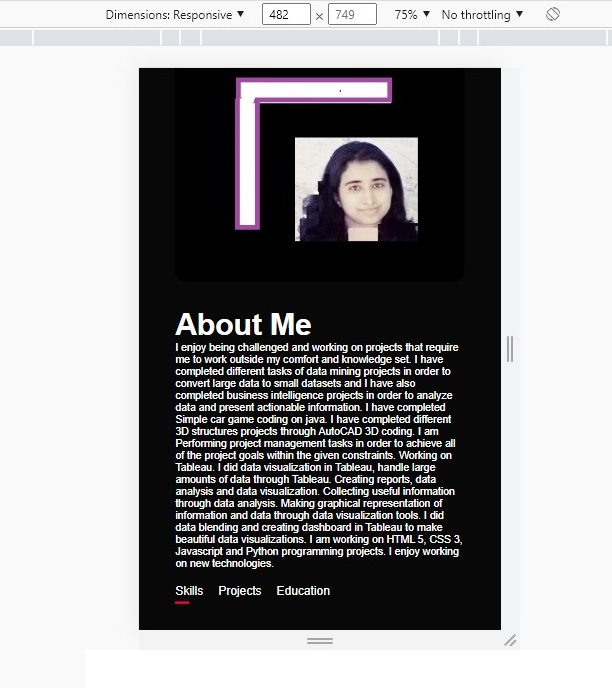 Dimensions: Responsive ▼ 482 × 749 75% ▼ No throttling ▼
About Me
I enjoy being challenged and working on projects that require
me to work outside my comfort and knowledge set. I have
completed different tasks of data mining projects in order to
convert large data to small datasets and I have also
completed business intelligence projects in order to analyze
data and present actionable information. I have completed
Simple car game coding on java. I have completed different
3D structures projects through AutoCAD 3D coding. I am
Performing project management tasks in order to achieve all
of the project goals within the given constraints. Working on
Tableau. I did data visualization in Tableau, handle large
amounts of data through Tableau. Creating reports, data
analysis and data visualization. Collecting useful information
through data analysis. Making graphical representation of
information and data through data visualization tools. I did
data blending and creating dashboard in Tableau to make
beautiful data visualizations. I am working on HTML 5, CSS 3,
Javascript and Python programming projects. I enjoy working
on new technologies.
Skills Projects Education